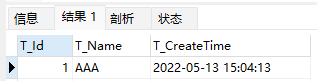 信息 结果 1 剖析 状态
T_Id T_Name T_CreateTime
1 AAA 2022-05-13 15:04:13